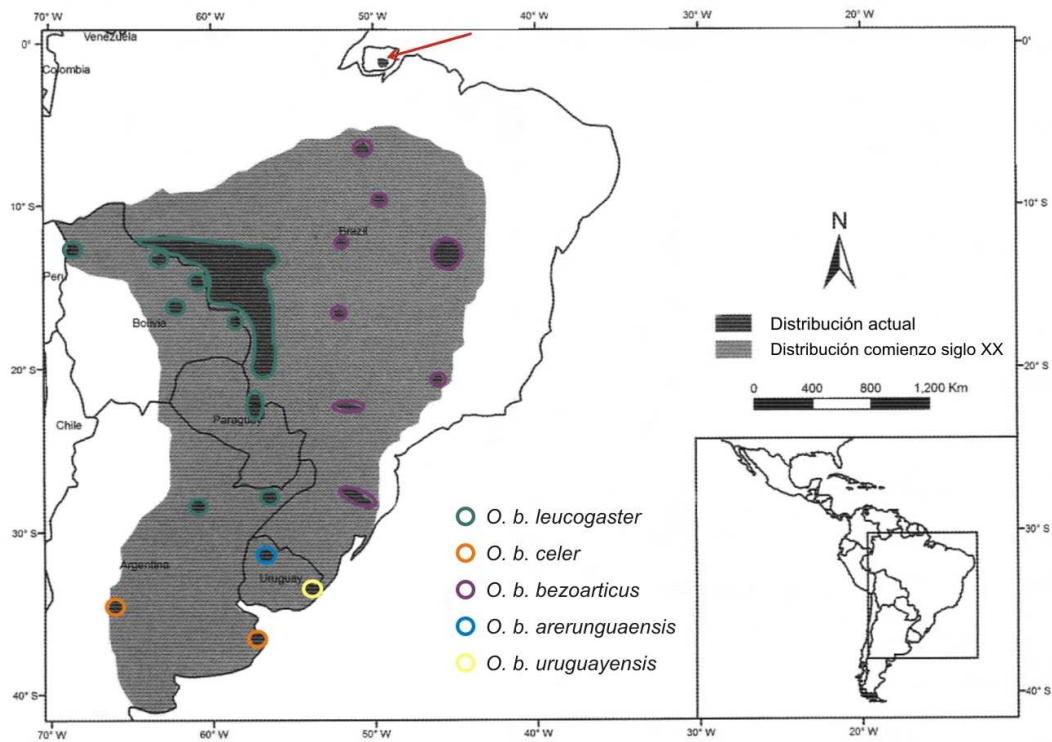 70° W 60° W 50° W 40° W 30° W 20° W
0° Venezuela 0°
Colombia
10° S Brazil 10° S
N
Peru
Distribución actual
Bolivia
Distribución comienzo siglo XX
20° S 20° S
0 400 800 1,200 Km
Paraguay
Chile
O. b. leucogaster
30° S 30° S
O. b. celer
Argentina Uruguay
O. b. bezoarticus
O. b. arerunguaensis
O. b. uruguayensis
40° S 40° S
70° W 60° W 50° W 40° W 30° W 20° W